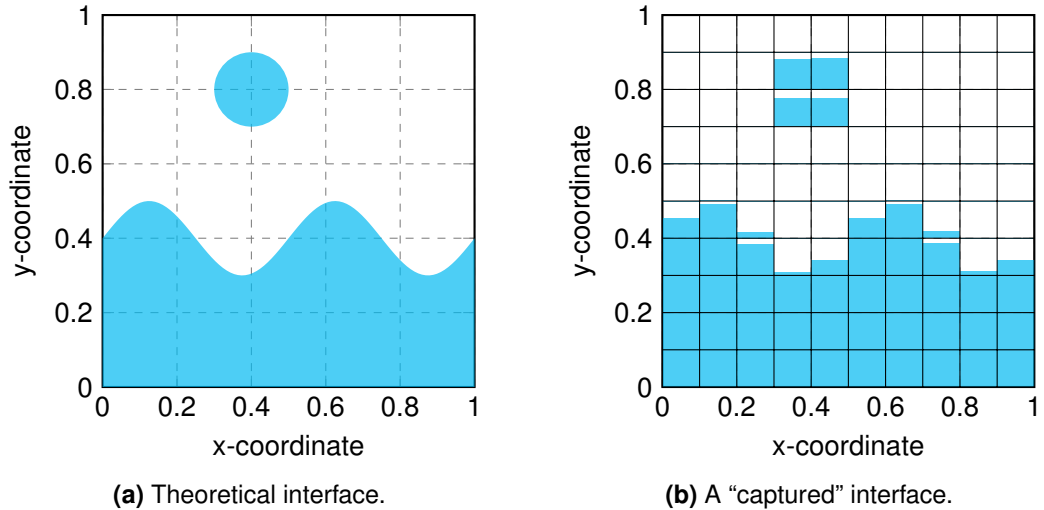 1
0.8
0.6
0.4
0.2
0
y-coordinate
0 0.2 0.4 0.6 0.8 1
x-coordinate
(a) Theoretical interface.
1
0.8
0.6
0.4
0.2
0
y-coordinate
0 0.2 0.4 0.6 0.8 1
x-coordinate
(b) A “captured” interface.